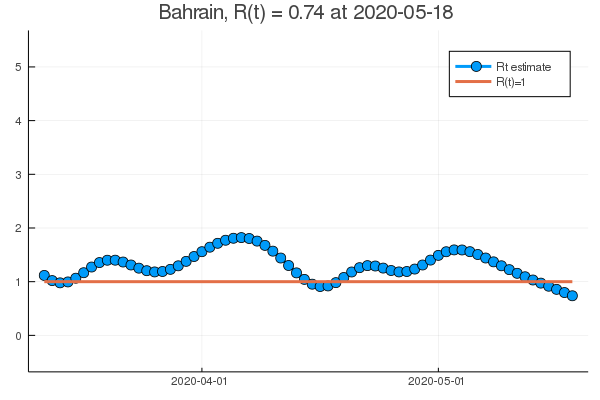 Bahrain, R(t) = 0.74 at 2020-05-18
Rt estimate
R(t)=1
5
4
3
2
1
0
2020-04-01
2020-05-01